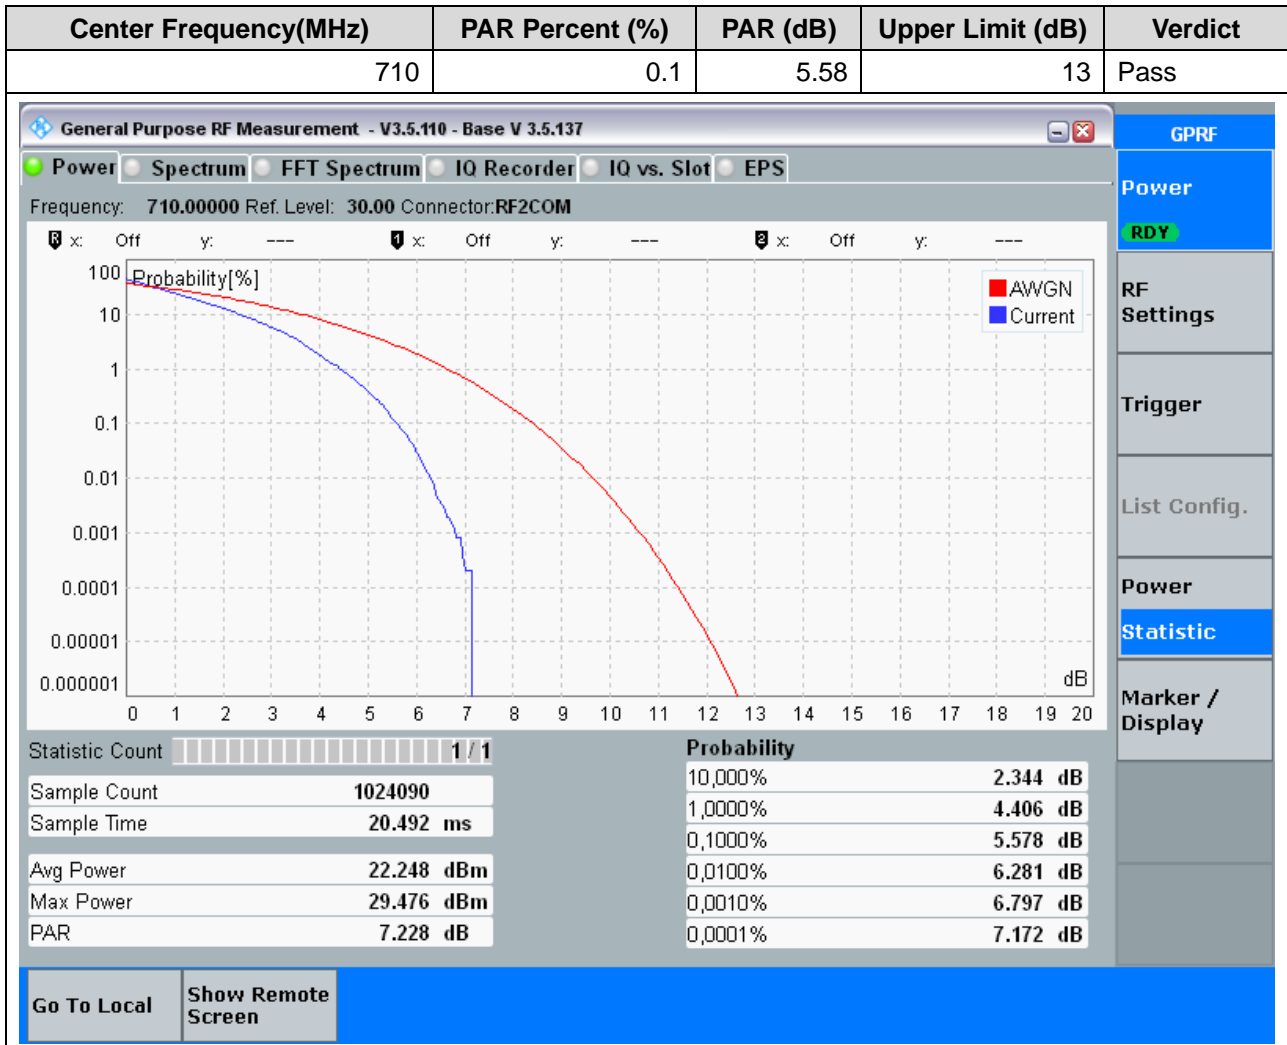 Center Frequency(MHz) PAR Percent (%) PAR (dB) Upper Limit (dB) Verdict
710 0.1 5.58 13 Pass
General Purpose RF Measurement - V3.5.110 - Base V 3.5.137
GPRF
Power Spectrum FFT Spectrum IQ Recorder IQ vs. Slot EPS
Power
RDY
Frequency: 710.00000 Ref. Level: 30.00 Connector:RF2COM
R x: Off y: --- 1 x: Off y: --- 2 x: Off y: ---
Probability[%]
AWGN
Current
100
10
1
0.1
0.01
0.001
0.0001
0.00001
0.000001
dB
0 1 2 3 4 5 6 7 8 9 10 11 12 13 14 15 16 17 18 19 20
RF
Settings
Trigger
List Config.
Power
Statistic
Marker /
Display
Statistic Count 1 / 1
Sample Count 1024090
Sample Time 20.492 ms
Avg Power 22.248 dBm
Max Power 29.476 dBm
PAR 7.228 dB
Probability
10,000% 2.344 dB
1,0000% 4.406 dB
0,1000% 5.578 dB
0,0100% 6.281 dB
0,0010% 6.797 dB
0,0001% 7.172 dB
Go To Local
Show Remote
Screen